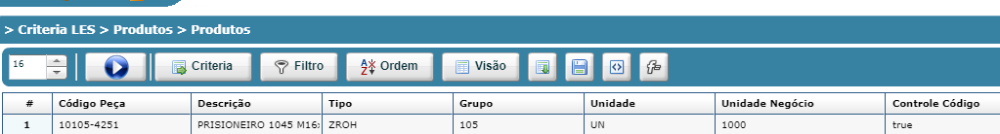 > Criteria LES > Produtos > Produtos
16 Criteria Filtro Ordem Visão
# Código Peça Descrição Tipo Grupo Unidade Unidade Negócio Controle Código
1 10105-4251 PRISIONEIRO 1045 M16: ZROH 105 UN 1000 true